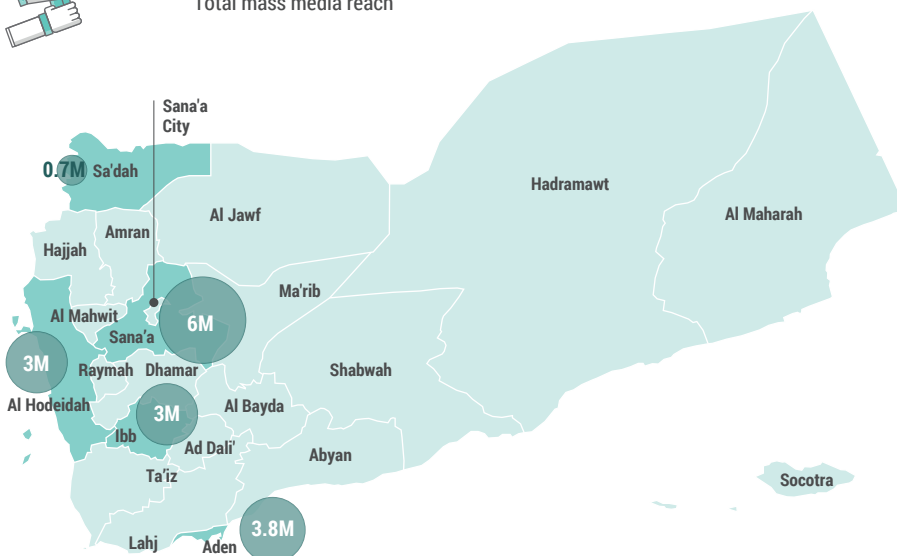 Total mass media reach
Sana'a
City
0.7M
Sa'dah
Hadramawt
Al Jawf
Al Maharah
Amran
Hajjah
Ma'rib
Al Mahwit
6M
Sana’a
3M
Raymah
Dhamar
Shabwah
Al Hodeidah
3M
Al Bayda
Ibb
Ad Dali'
Abyan
Ta'iz
Socotra
3.8M
Lahj
Aden